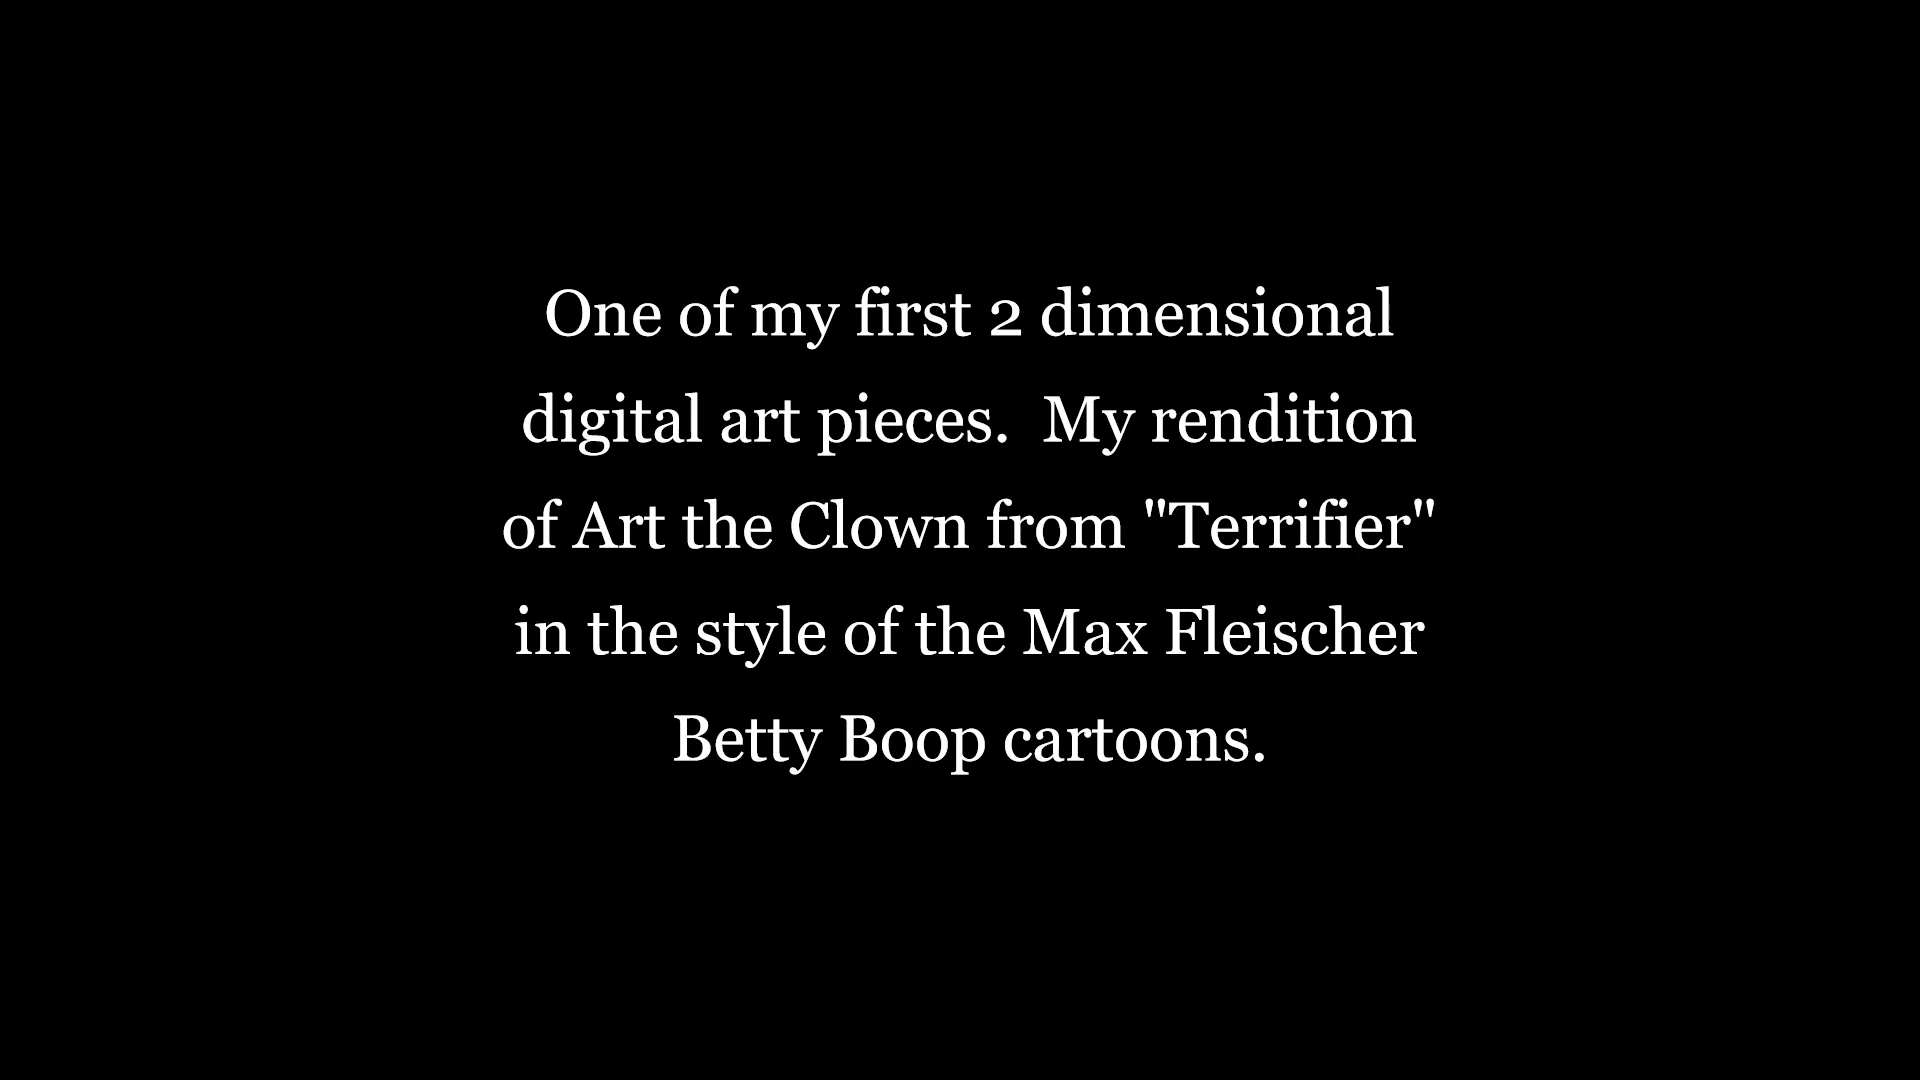 One of my first 2 dimensional
digital art pieces.  My rendition
of Art the Clown from "Terrifier"
in the style of the Max Fleischer
Betty Boop cartoons.